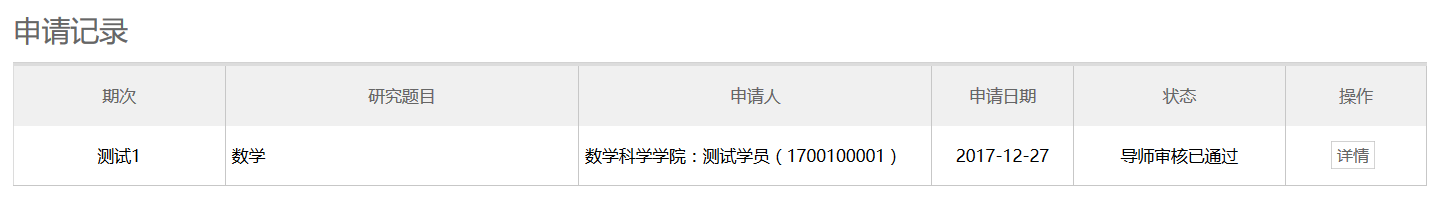 申请记录
期次 研究题目 申请人 申请日期 状态 操作
测试1 数学 数学科学学院：测试学员（1700100001） 2017-12-27 导师审核已通过 详情